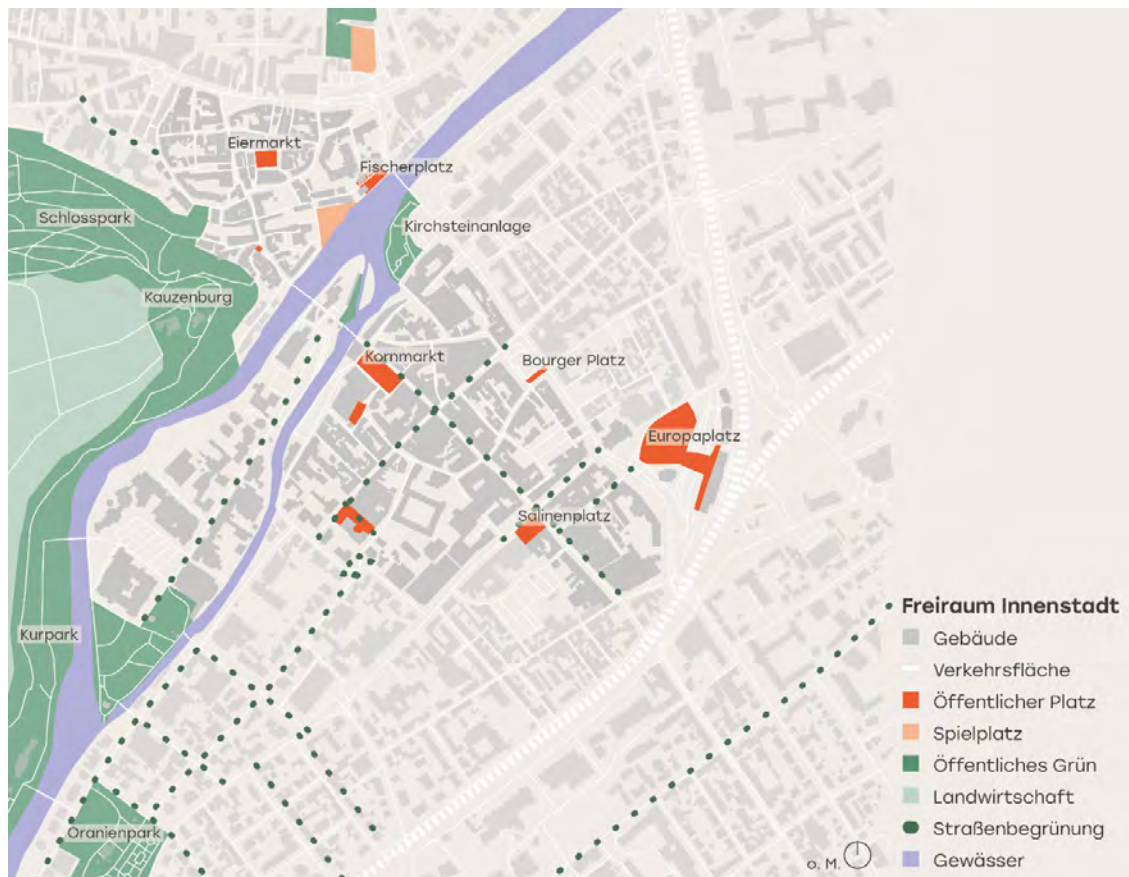 Eiermarkt
Fischerplatz
Schlosspark
Kirchsteinanlage
Kauzenburg
Kornmarkt
Bourger Platz
Europaplatz
Salinenplatz
Kurpark
Oranienpark
Freiraum Innenstadt
Gebäude
Verkehrsfläche
Öffentlicher Platz
Spielplatz
Öffentliches Grün
Landwirtschaft
Straßenbegrünung
Gewässer
o. M.